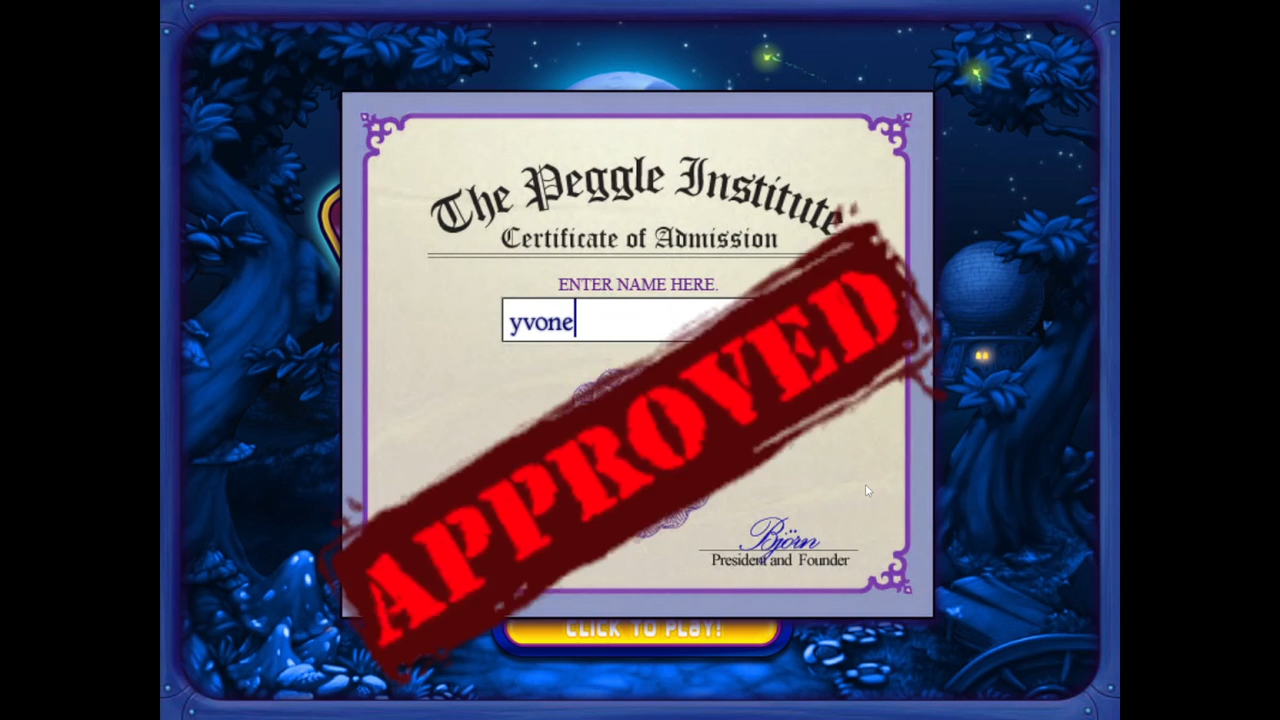 The Peggle Institute
Certificate of Admission
ENTER NAME HERE.
yvone
APPROVED
Björn
President and Founder
CLICK TO PLAY!